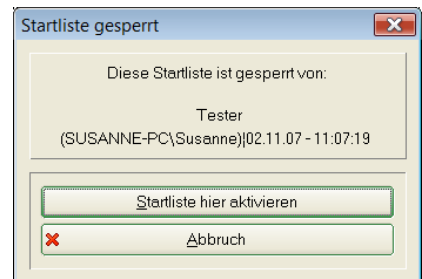 Startliste gesperrt
Diese Startliste ist gesperrt von:
Tester
(SUSANNE-PC\Susanne)¦02.11.07 - 11:07:19
Startliste hier aktivieren
Abbruch